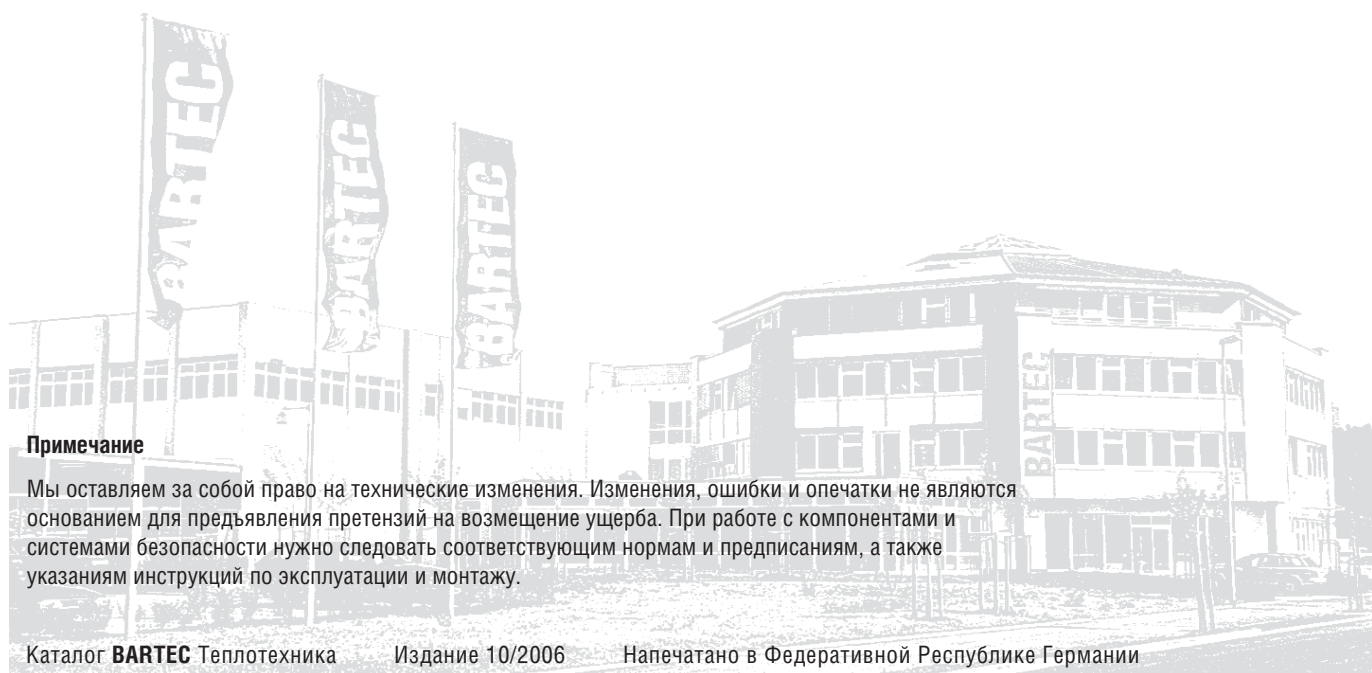 BARTEC
BARTEC
BARTEC
BARTEC
Примечание
Мы оставляем за собой право на технические изменения. Изменения, ошибки и опечатки не являются
основанием для предъявления претензий на возмещение ущерба. При работе с компонентами и
системами безопасности нужно следовать соответствующим нормам и предписаниям, а также
указаниям инструкций по эксплуатации и монтажу.
Каталог BARTEC Теплотехника Издание 10/2006 Напечатано в Федеративной Республике Германии